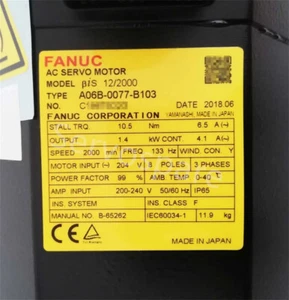 FANUC
AC SERVO MOTOR
MODEL βiS 12/2000
TYPE A06B-0077-B103
NO. DATE 2018.06
FANUC CORPORATION YAMANASHI, MADE IN JAPAN
STALL TRQ. 10.5 Nm 6.5 A (~)
OUTPUT 1.4 kW CONT. 4.1 A (~)
SPEED 2000 min FREQ. 133 Hz WINDING CON. Y
MOTOR INPUT (~) 204 V 8 POLES 3 PHASES
POWER FACTOR 99 % AMB TEMP. 0-40 ℃
AMP INPUT 200-240 V 50/60 Hz IP65
INS. SYSTEM INS. CLASS F
MANUAL NO. B-65262 IEC60034-1 11.9 kg
CE
MADE IN JAPAN